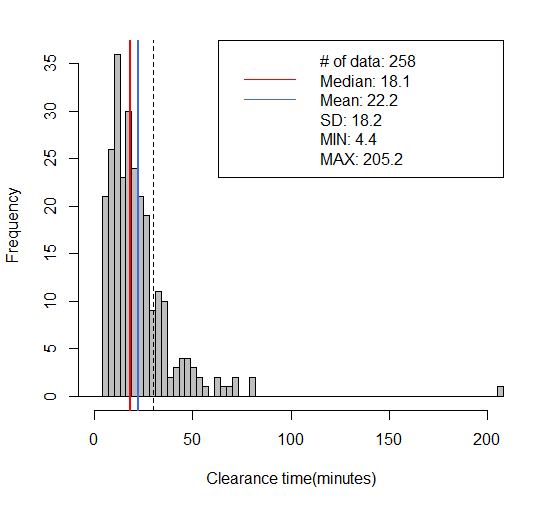 # of data: 258
Median: 18.1
Mean: 22.2
SD: 18.2
MIN: 4.4
MAX: 205.2
35
30
25
20
15
10
5
0
Frequency
0 50 100 150 200
Clearance time(minutes)